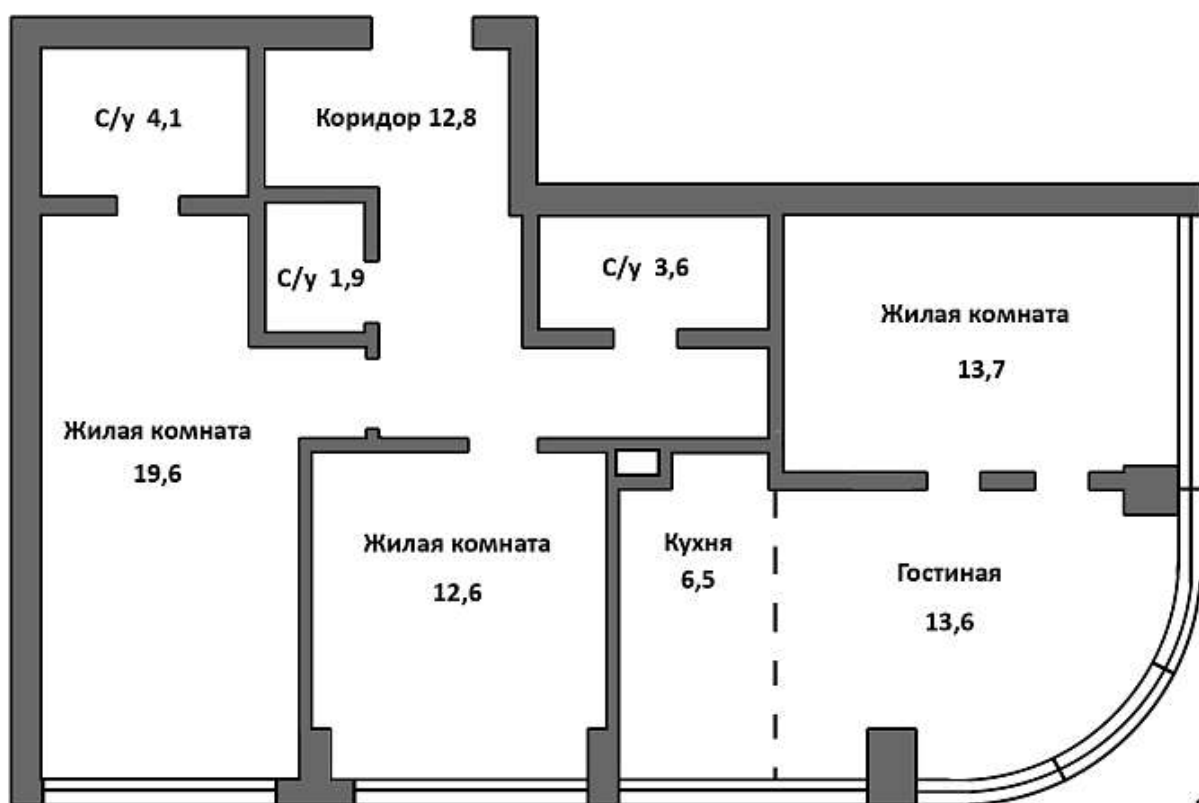 С/у 4,1
Коридор 12,8
С/у 1,9
С/у 3,6
Жилая комната
13,7
Жилая комната
19,6
Жилая комната
12,6
Кухня
6,5
Гостиная
13,6